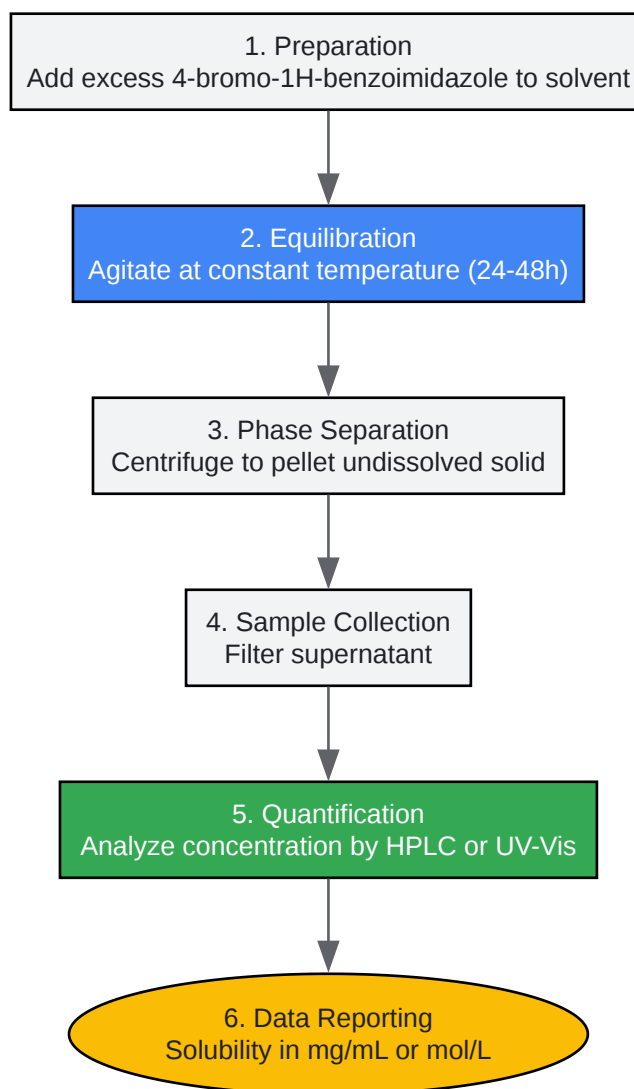 1. Preparation
Add excess 4-bromo-1H-benzoimidazole to solvent
2. Equilibration
Agitate at constant temperature (24-48h)
3. Phase Separation
Centrifuge to pellet undissolved solid
4. Sample Collection
Filter supernatant
5. Quantification
Analyze concentration by HPLC or UV-Vis
6. Data Reporting
Solubility in mg/mL or mol/L